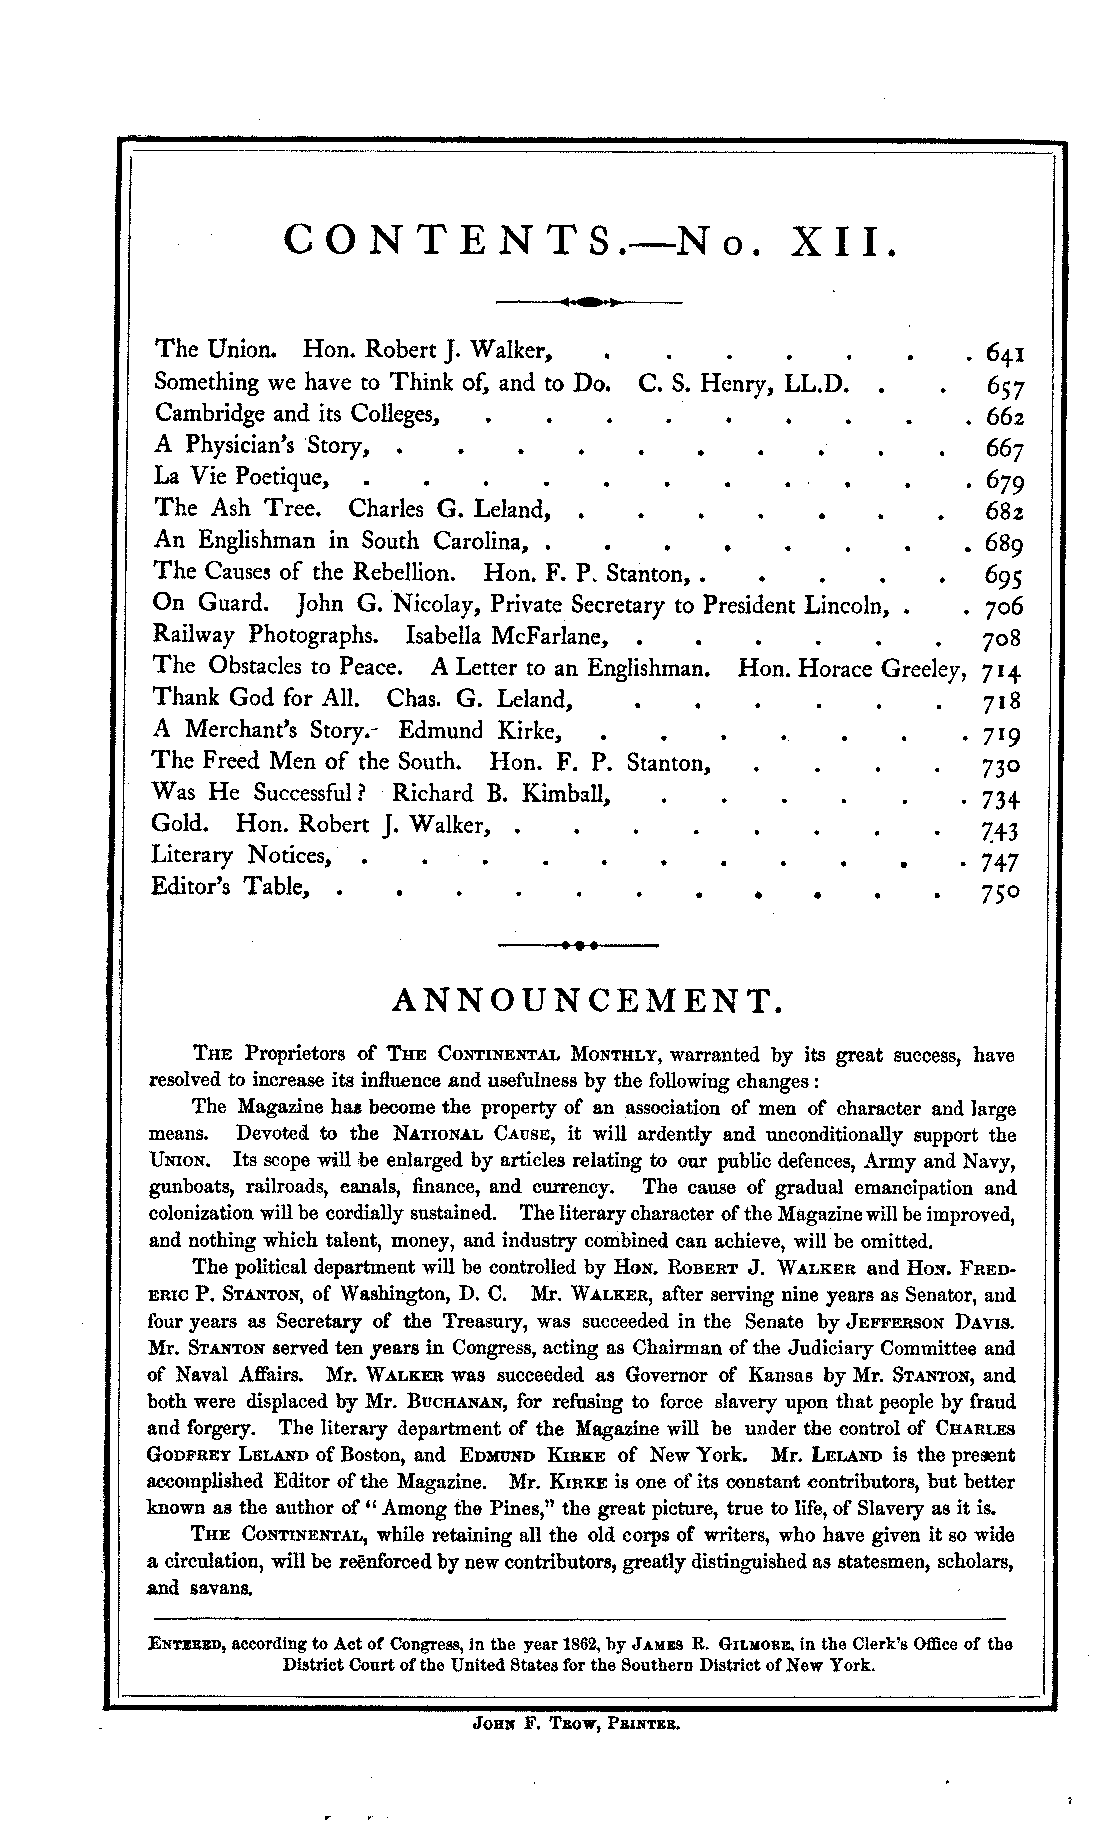 CONTENTS.—No. XII.
The Union. Hon. Robert J. Walker, . . . . . . . 641
Something we have to Think of, and to Do. C. S. Henry, LL.D. . . 657
Cambridge and its Colleges, . . . . . . . . . 662
A Physician's Story, . . . . . . . . . . 667
La Vie Poetique, . . . . . . . . . . . 679
The Ash Tree. Charles G. Leland, . . . . . . . 682
An Englishman in South Carolina, . . . . . . . . 689
The Causes of the Rebellion. Hon. F. P. Stanton, . . . . . 695
On Guard. John G. Nicolay, Private Secretary to President Lincoln, . . 706
Railway Photographs. Isabella McFarlane, . . . . . . 708
The Obstacles to Peace. A Letter to an Englishman. Hon. Horace Greeley, 714
Thank God for All. Chas. G. Leland, . . . . . . 718
A Merchant's Story.- Edmund Kirke, . . . . . . . 719
The Freed Men of the South. Hon. F. P. Stanton, . . . . 730
Was He Successful? Richard B. Kimball, . . . . . . 734
Gold. Hon. Robert J. Walker, . . . . . . . . 743
Literary Notices, . . . . . . . . . . . 747
Editor's Table, . . . . . . . . . . . 750
ANNOUNCEMENT.
THE Proprietors of THE CONTINENTAL MONTHLY, warranted by its great success, have
resolved to increase its influence and usefulness by the following changes:
The Magazine has become the property of an association of men of character and large
means. Devoted to the NATIONAL CAUSE, it will ardently and unconditionally support the
UNION. Its scope will be enlarged by articles relating to our public defences, Army and Navy,
gunboats, railroads, canals, finance, and currency. The cause of gradual emancipation and
colonization will be cordially sustained. The literary character of the Magazine will be improved,
and nothing which talent, money, and industry combined can achieve, will be omitted.
The political department will be controlled by HON. ROBERT J. WALKER and HON. FRED-
ERIC P. STANTON, of Washington, D. C. Mr. WALKER, after serving nine years as Senator, and
four years as Secretary of the Treasury, was succeeded in the Senate by JEFFERSON DAVIS.
Mr. STANTON served ten years in Congress, acting as Chairman of the Judiciary Committee and
of Naval Affairs. Mr. WALKER was succeeded as Governor of Kansas by Mr. STANTON, and
both were displaced by Mr. BUCHANAN, for refusing to force slavery upon that people by fraud
and forgery. The literary department of the Magazine will be under the control of CHARLES
GODFREY LELAND of Boston, and EDMUND KIRKE of New York. Mr. LELAND is the present
accomplished Editor of the Magazine. Mr. KIRKE is one of its constant contributors, but better
known as the author of "Among the Pines," the great picture, true to life, of Slavery as it is.
THE CONTINENTAL, while retaining all the old corps of writers, who have given it so wide
a circulation, will be reënforced by new contributors, greatly distinguished as statesmen, scholars,
and savans.
ENTERED, according to Act of Congress, in the year 1862, by JAMES R. GILMORE, in the Clerk's Office of the
District Court of the United States for the Southern District of New York.
JOHN F. TROW, PRINTER.